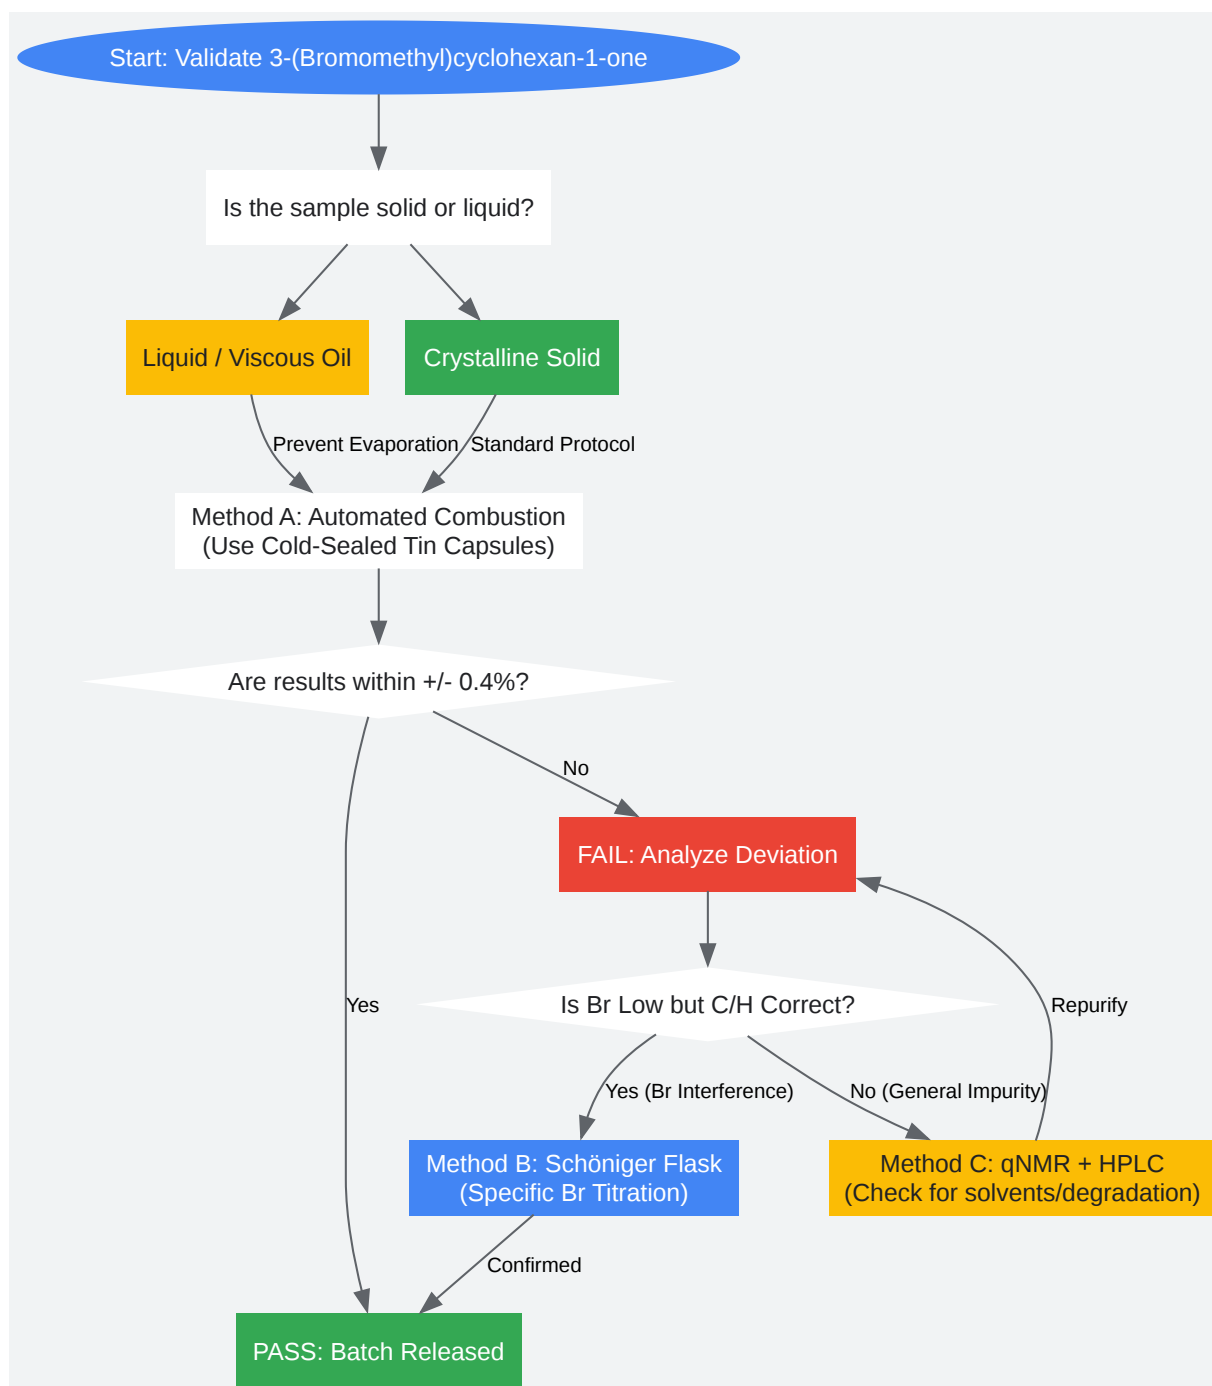 Start: Validate 3-(Bromomethyl)cyclohexan-1-one
Is the sample solid or liquid?
Liquid / Viscous Oil
Crystalline Solid
Prevent Evaporation
Standard Protocol
Method A: Automated Combustion
(Use Cold-Sealed Tin Capsules)
Are results within +/- 0.4%?
No
FAIL: Analyze Deviation
Yes
Is Br Low but C/H Correct?
Repurify
Yes (Br Interference)
No (General Impurity)
Method B: Schöniger Flask
(Specific Br Titration)
Method C: qNMR + HPLC
(Check for solvents/degradation)
Confirmed
PASS: Batch Released